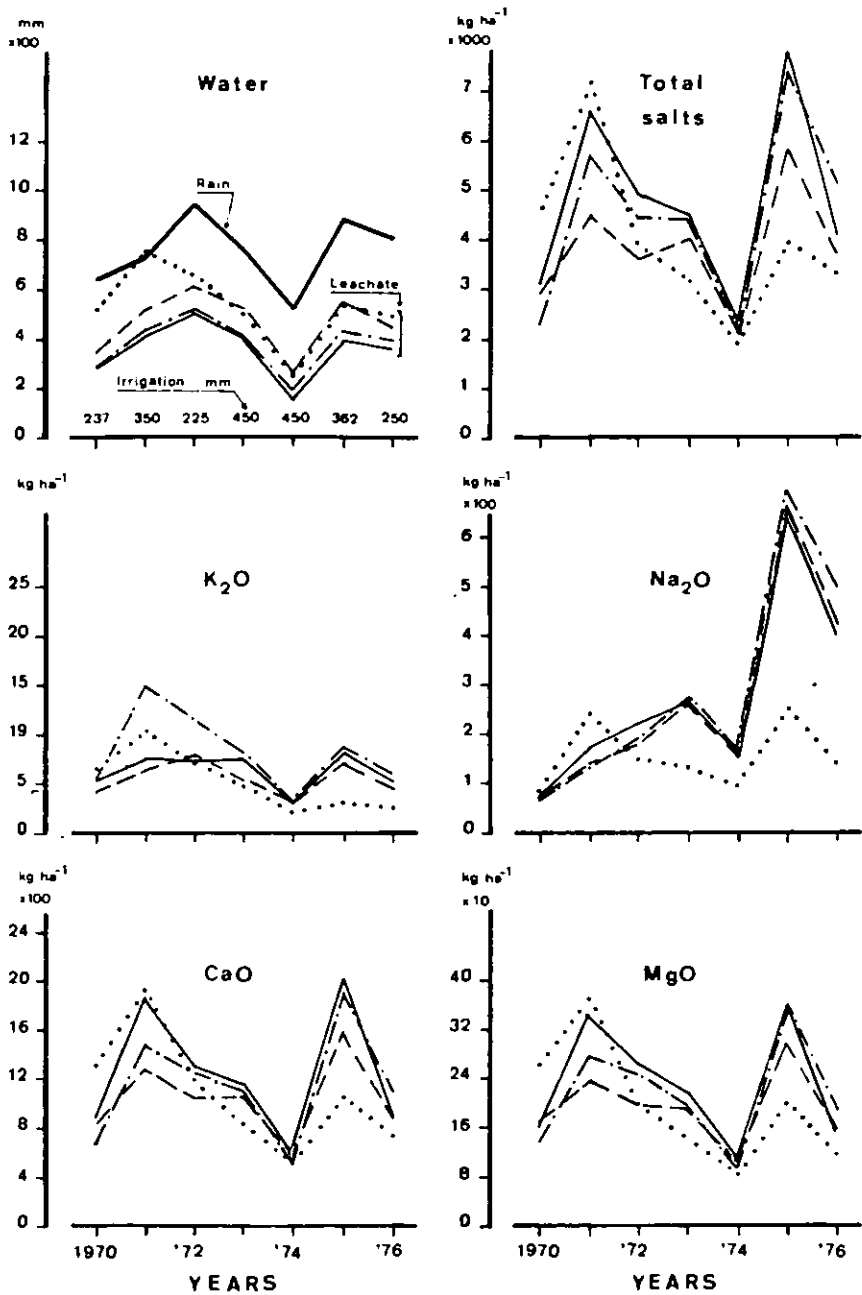 mm
x100
Water
12
10
8
6
4
2
0
Rain
Leachate
Irrigation mm
237 350 225 450 450 362 250
kg ha⁻¹
x1000
Total
salts
7
6
5
4
3
2
1
0
kg ha⁻¹
K₂O
25
20
15
19
5
0
kg ha⁻¹
x100
Na₂O
6
5
4
3
2
1
0
kg ha⁻¹
x100
CaO
24
20
16
12
8
4
0
1970 '72 '74 '76
YEARS
kg ha⁻¹
x10
MgO
40
32
24
16
8
0
1970 '72 '74 '76
YEARS